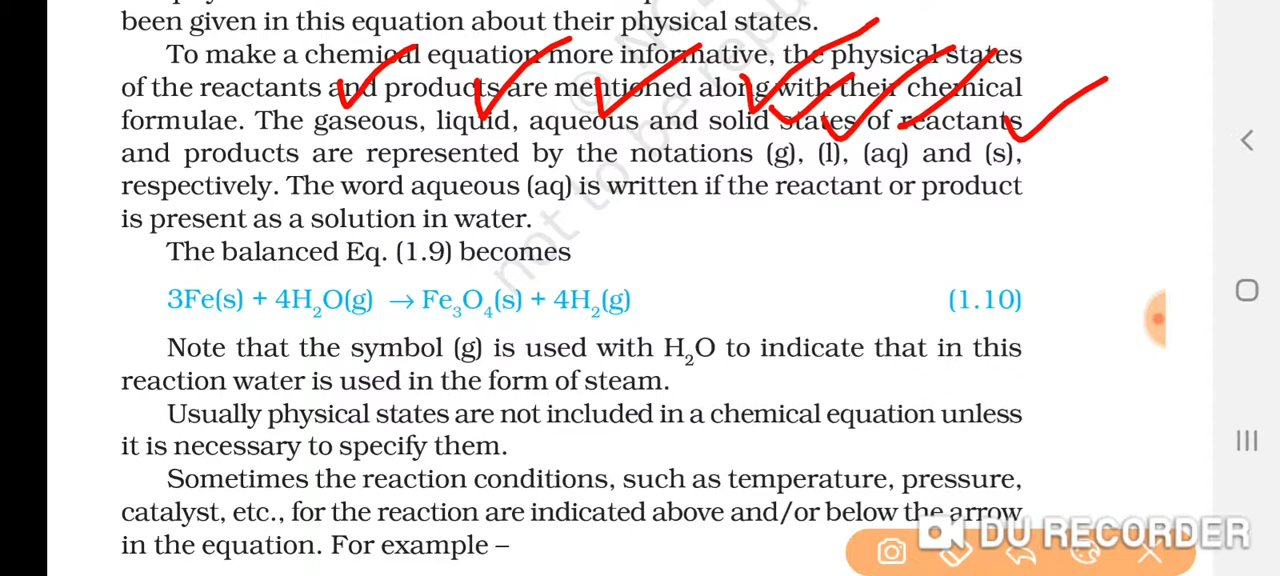 been given in this equation about their physical states.
To make a chemical equation more informative, the physical states
of the reactants and products are mentioned along with their chemical
formulae. The gaseous, liquid, aqueous and solid states of reactants
and products are represented by the notations (g), (l), (aq) and (s),
respectively. The word aqueous (aq) is written if the reactant or product
is present as a solution in water.
The balanced Eq. (1.9) becomes
3Fe(s) + 4H₂O(g) → Fe₃O₄(s) + 4H₂(g) (1.10)
Note that the symbol (g) is used with H₂O to indicate that in this
reaction water is used in the form of steam.
Usually physical states are not included in a chemical equation unless
it is necessary to specify them.
Sometimes the reaction conditions, such as temperature, pressure,
catalyst, etc., for the reaction are indicated above and/or below the arrow
in the equation. For example –
not to be
DU RECORDER